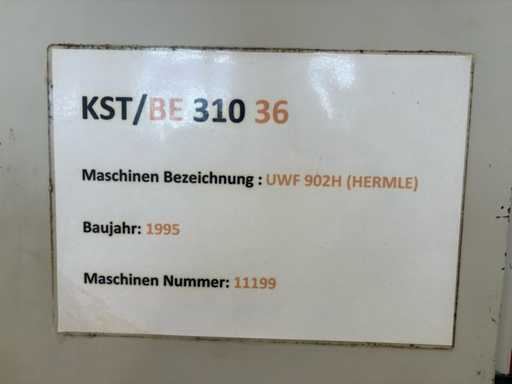 KST/BE 310 36
Maschinen Bezeichnung : UWF 902H (HERMLE)
Baujahr: 1995
Maschinen Nummer: 11199